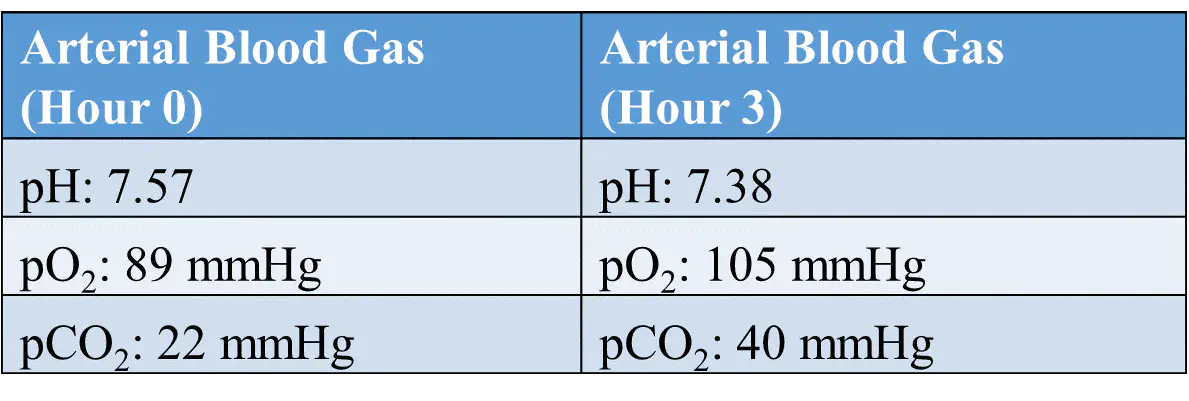 Arterial Blood Gas
(Hour 0)
Arterial Blood Gas
(Hour 3)
pH: 7.57
pH: 7.38
pO₂: 89 mmHg
pO₂: 105 mmHg
pCO₂: 22 mmHg
pCO₂: 40 mmHg